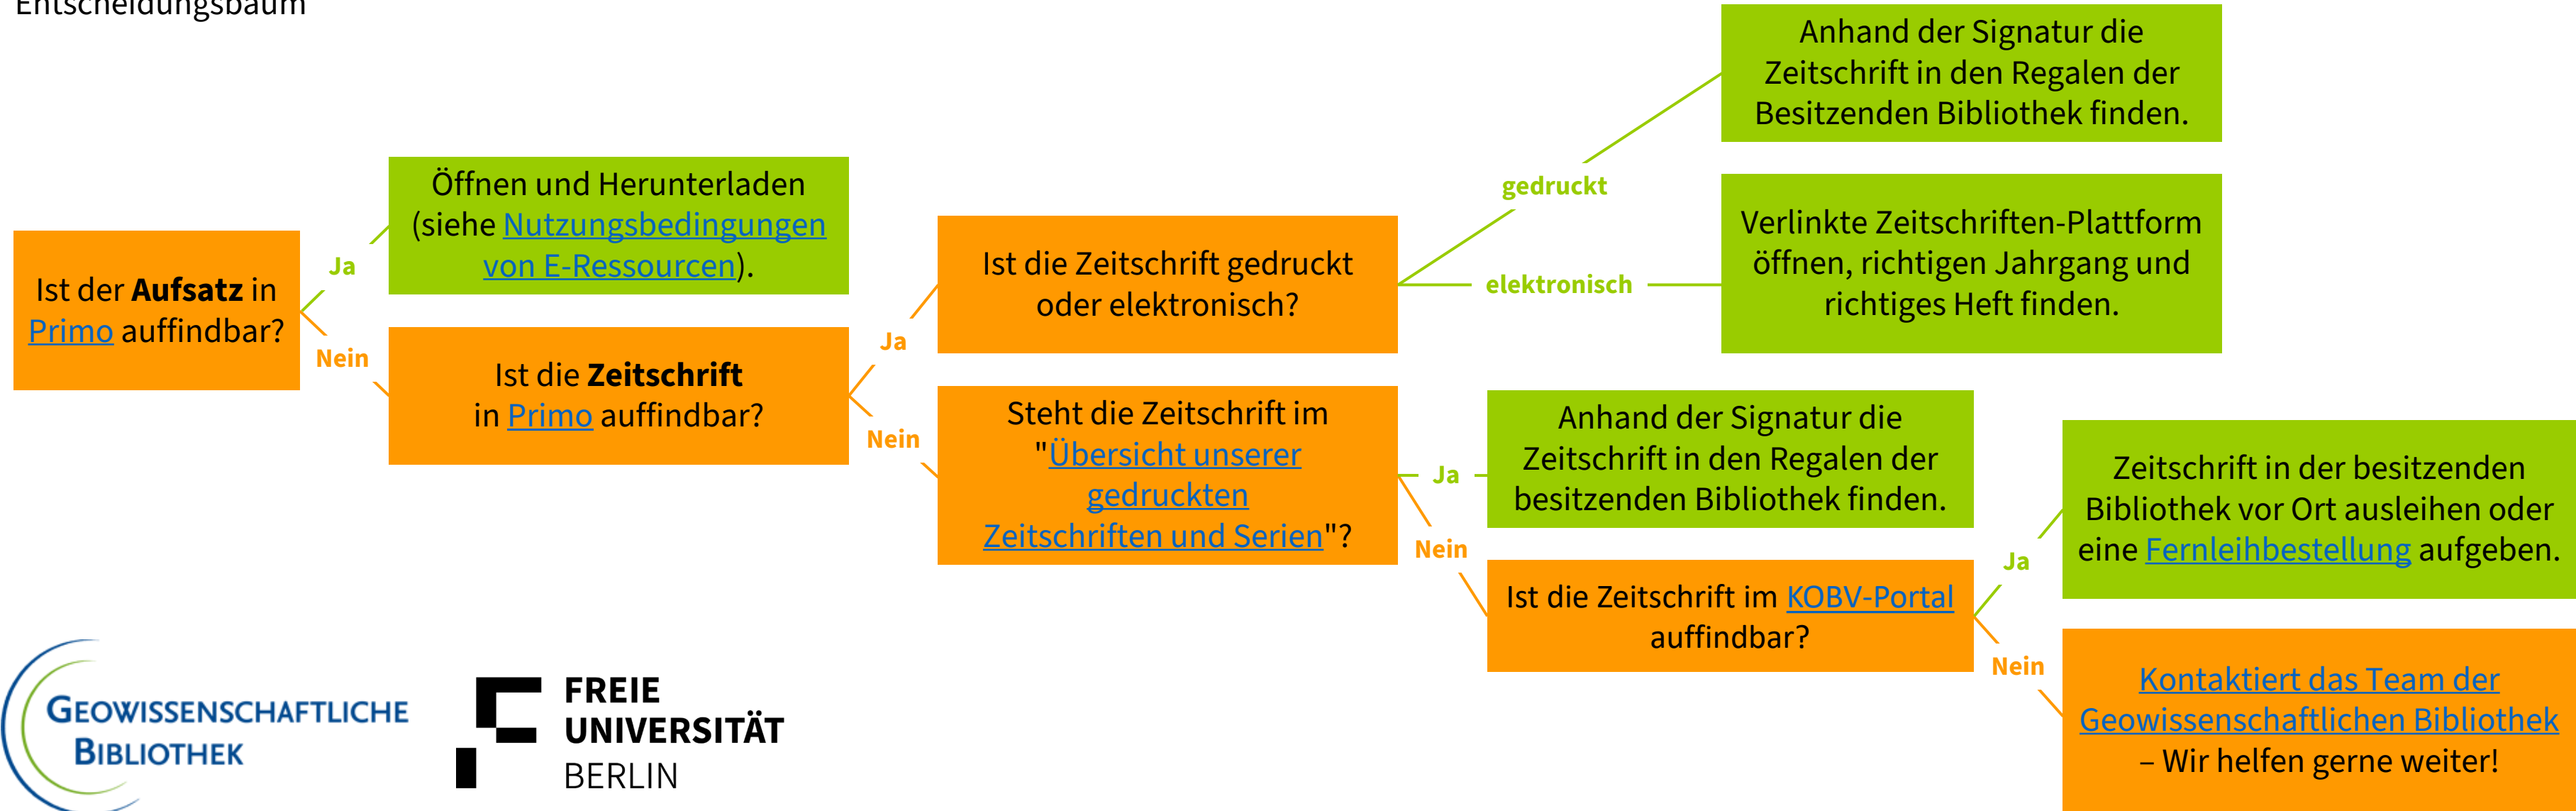 Entscheidungsbaum
Ist der Aufsatz in
Primo auffindbar?
Ja
Öffnen und Herunterladen
(siehe Nutzungsbedingungen
von E-Ressourcen).
Nein
Ist die Zeitschrift
in Primo auffindbar?
Ja
Ist die Zeitschrift gedruckt
oder elektronisch?
gedruckt
Anhand der Signatur die
Zeitschrift in den Regalen der
Besitzenden Bibliothek finden.
elektronisch
Verlinkte Zeitschriften-Plattform
öffnen, richtigen Jahrgang und
richtiges Heft finden.
Nein
Steht die Zeitschrift im
"Übersicht unserer
gedruckten
Zeitschriften und Serien"?
Ja
Anhand der Signatur die
Zeitschrift in den Regalen der
besitzenden Bibliothek finden.
Nein
Ist die Zeitschrift im KOBV-Portal
auffindbar?
Ja
Zeitschrift in der besitzenden
Bibliothek vor Ort ausleihen oder
eine Fernleihbestellung aufgeben.
Nein
Kontaktiert das Team der
Geowissenschaftlichen Bibliothek
– Wir helfen gerne weiter!
GEOWISSENSCHAFTLICHE
BIBLIOTHEK
FREIE
UNIVERSITÄT
BERLIN